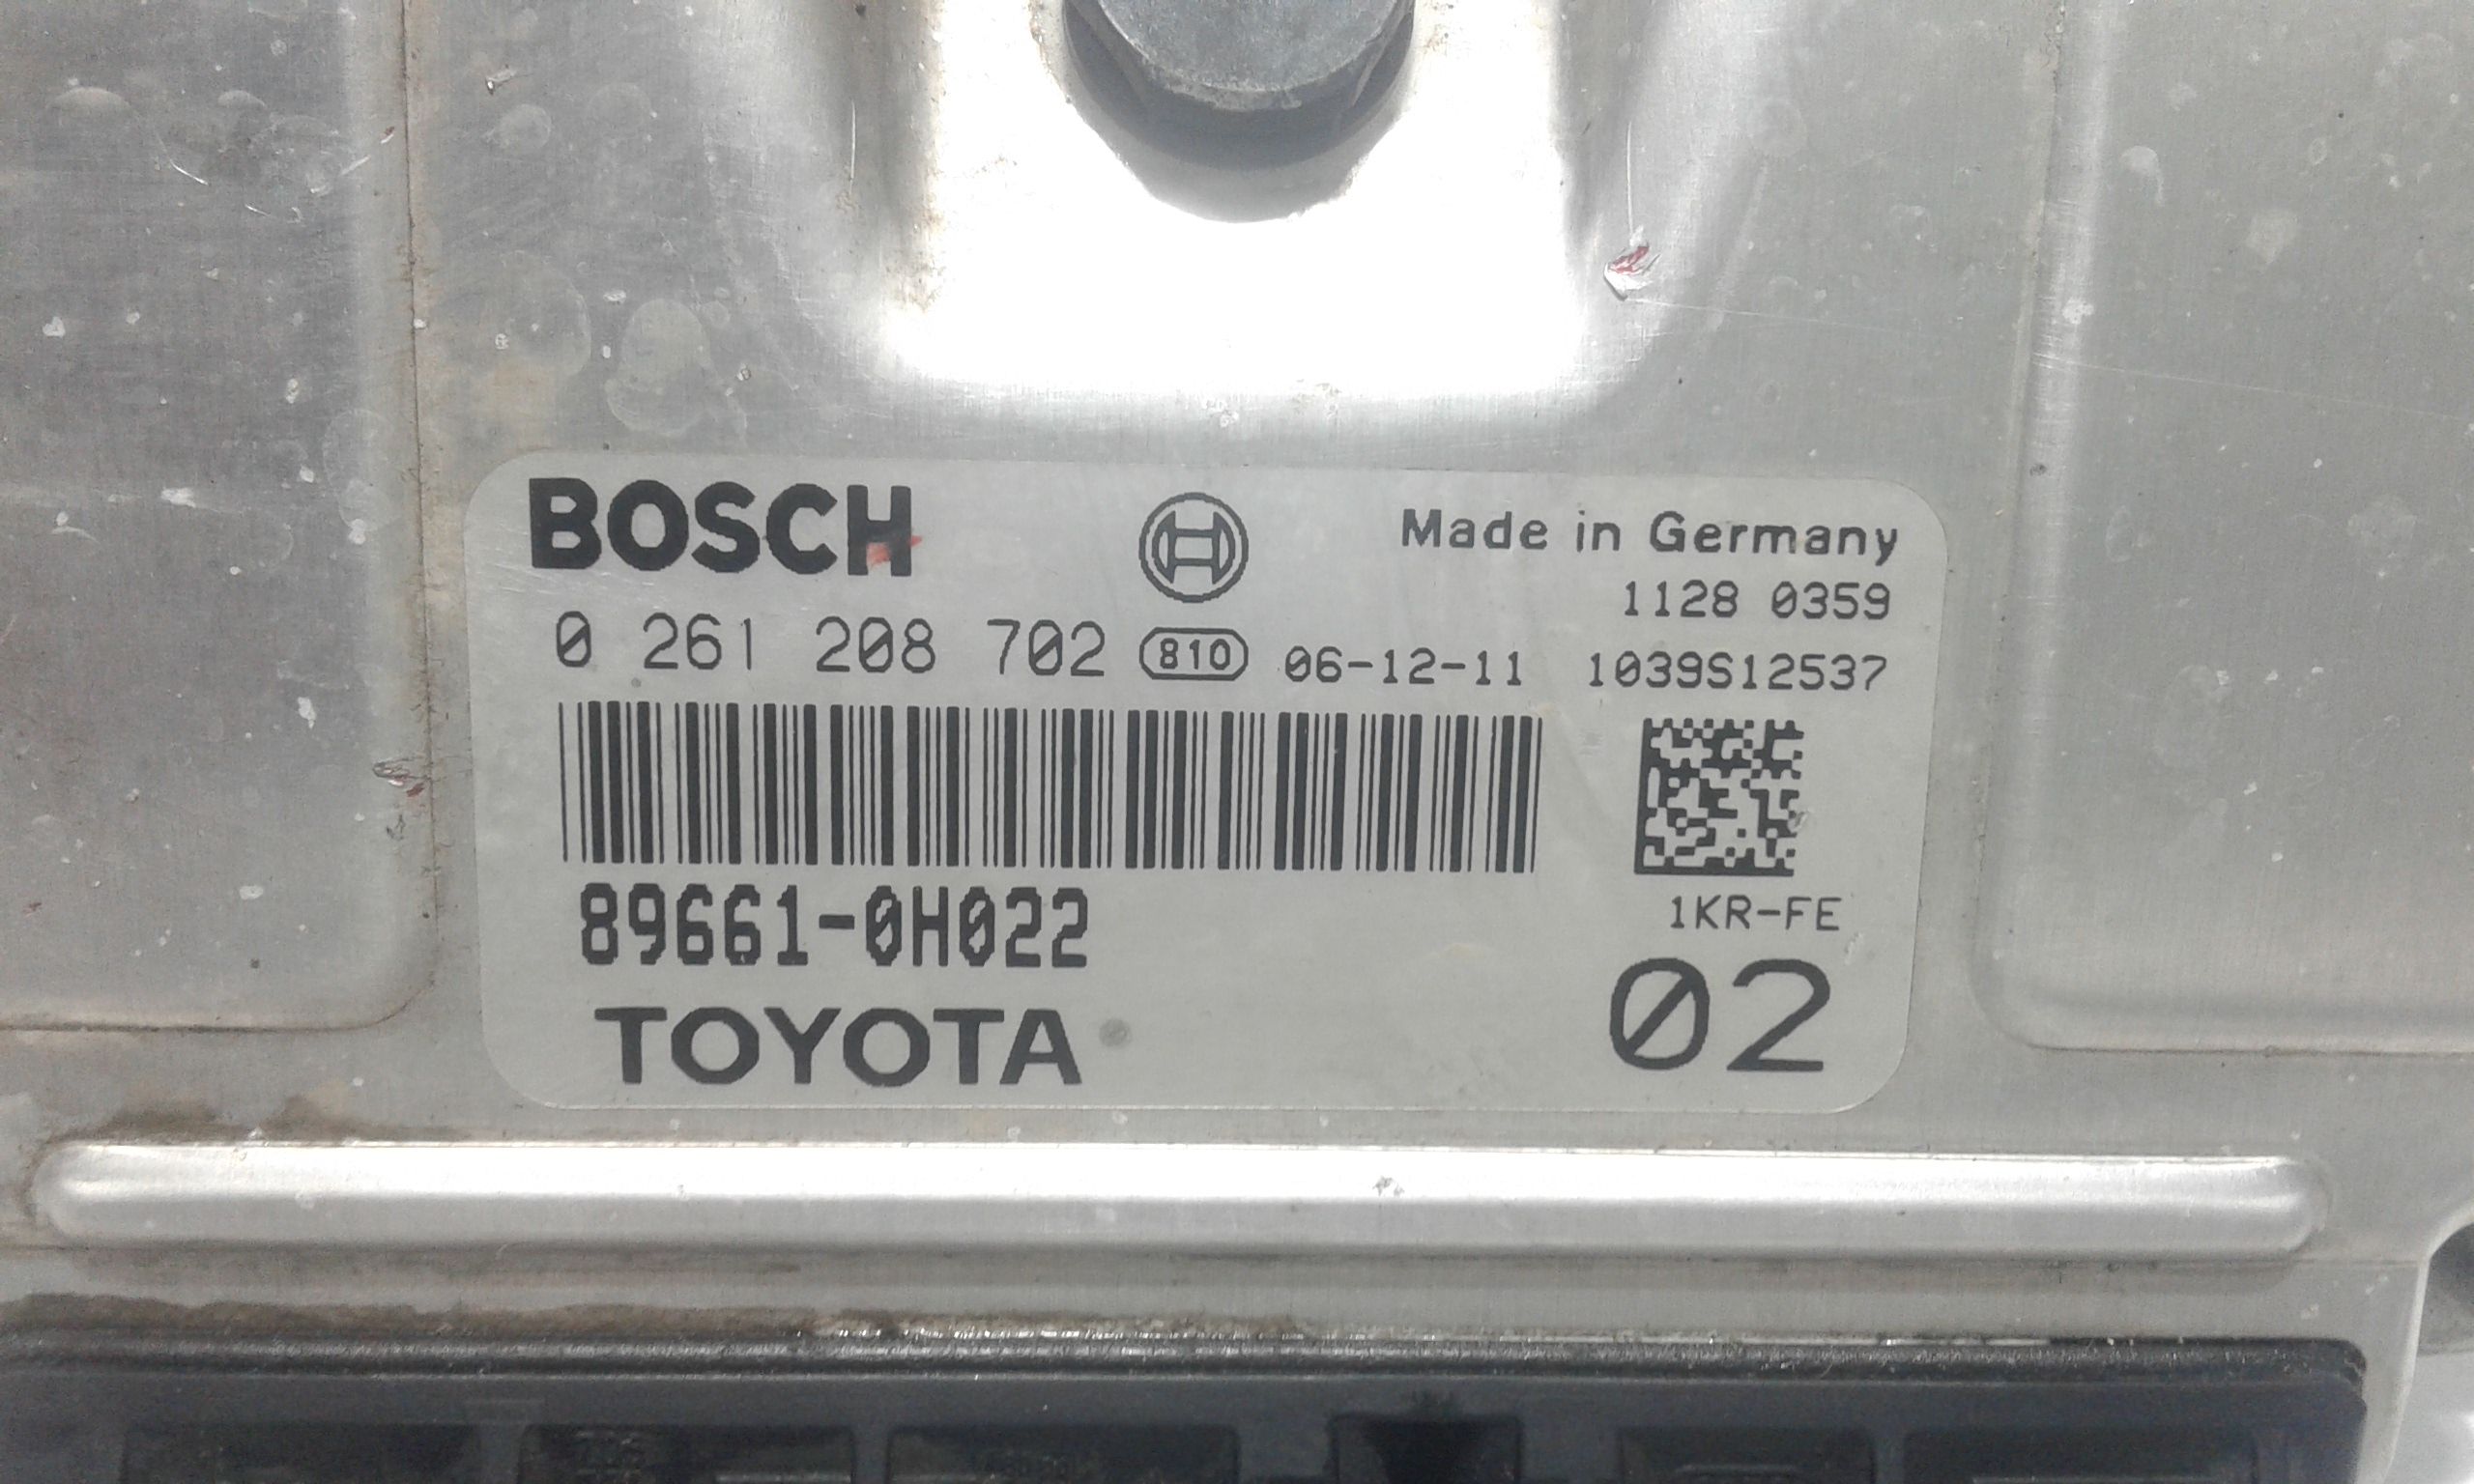 BOSCH
Made in Germany
1128 0359
0 261 208 702 810 06-12-11 1039S12537
89661-0H022
1KR-FE
TOYOTA
02